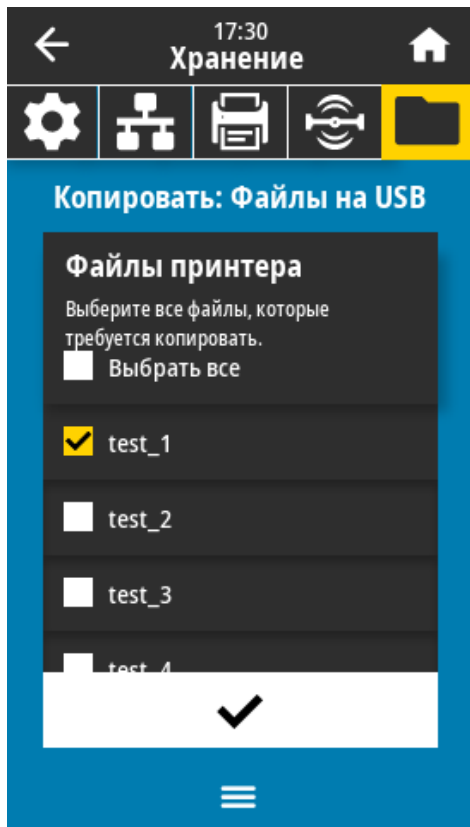 17:30
Хранение
Копировать: Файлы на USB
Файлы принтера
Выберите все файлы, которые
требуется копировать.
Выбрать все
test_1
test_2
test_3
test_4